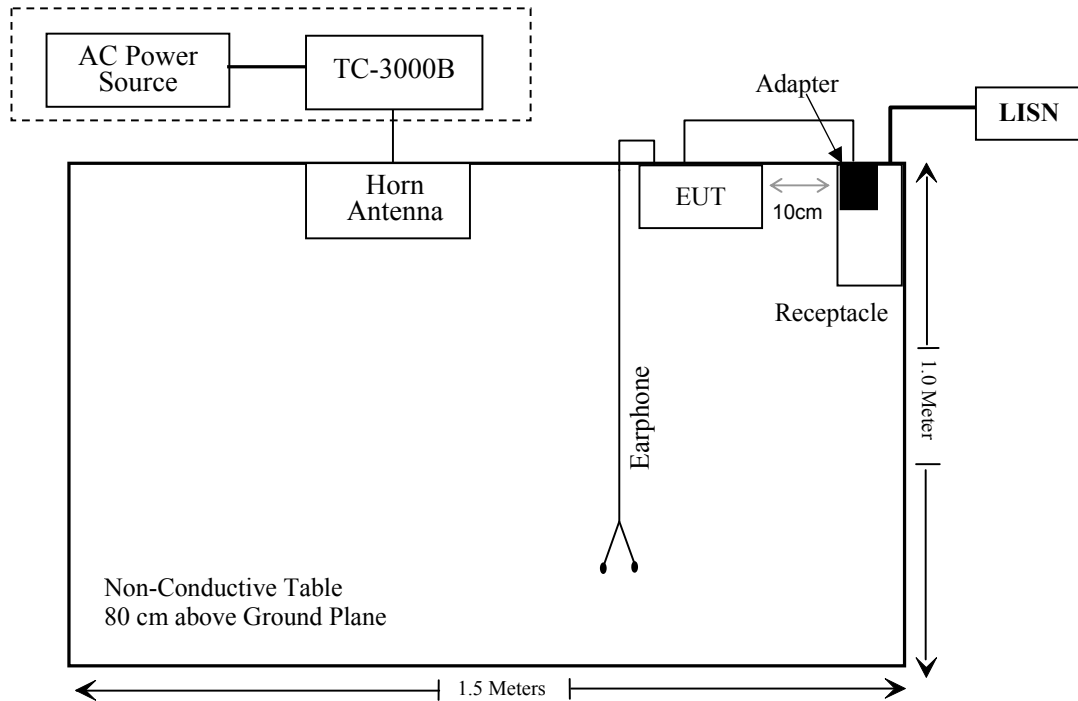 AC Power
Source
TC-3000B
Adapter
LISN
Horn
Antenna
EUT
10cm
Receptacle
1.0 Meter
Earphone
Non-Conductive Table
80 cm above Ground Plane
1.5 Meters